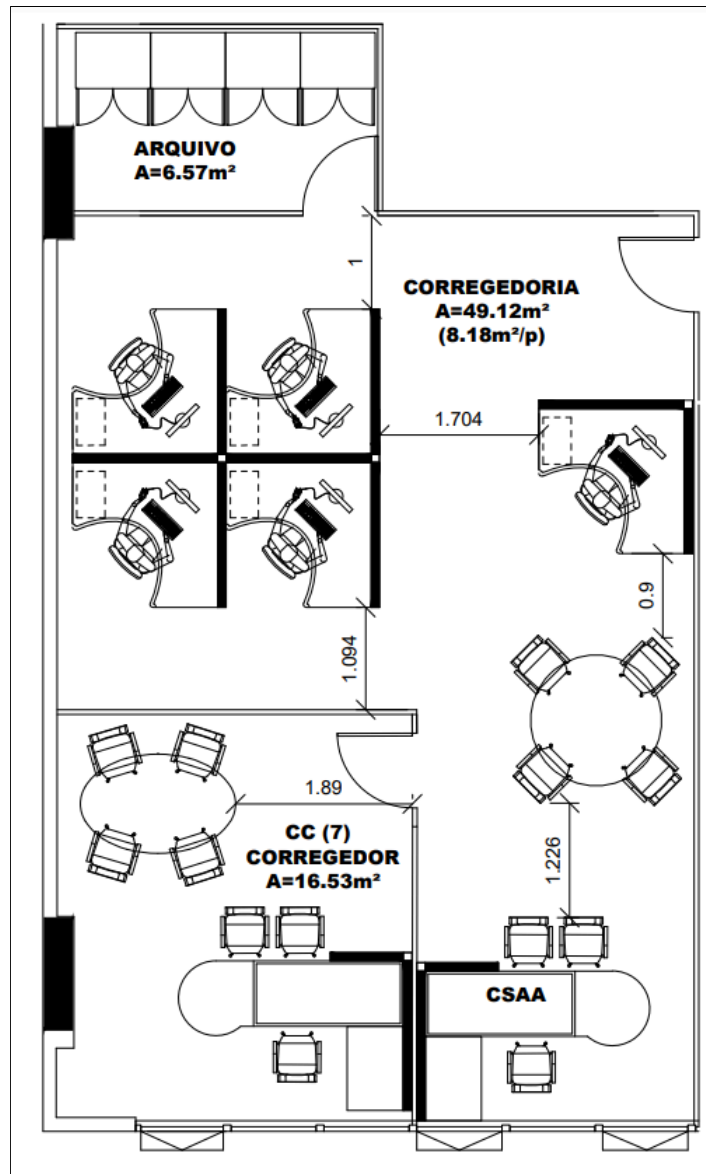 ARQUIVO
A=6.57m²
1
CORREGEDORIA
A=49.12m²
(8.18m²/p)
1.704
0.9
1.094
1.89
CC (7)
CORREGEDOR
A=16.53m²
1.226
CSAA